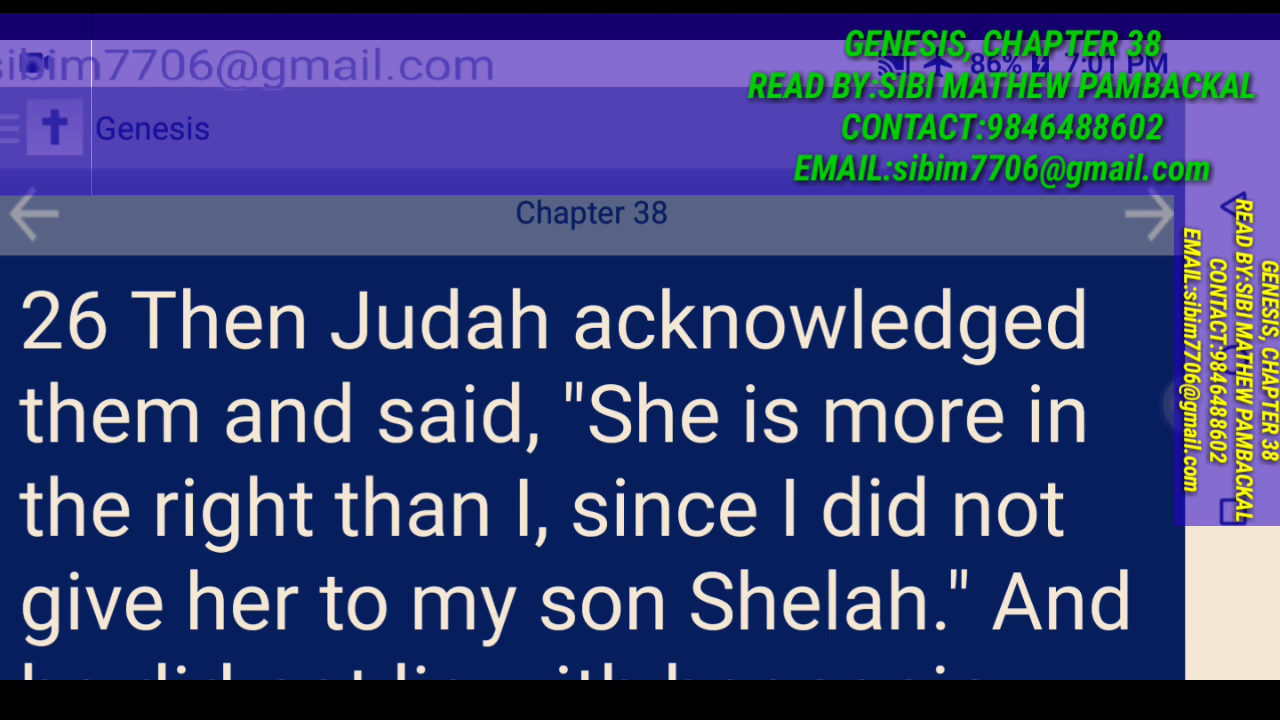 GENESIS, CHAPTER 38
READ BY:SIBI MATHEW PAMBACKAL
CONTACT:9846488602
EMAIL:sibim7706@gmail.com
sibim7706@gmail.com
86% 7:01 PM
Genesis
Chapter 38
26 Then Judah acknowledged
them and said, "She is more in
the right than I, since I did not
give her to my son Shelah." And
GENESIS, CHAPTER 38
READ BY:SIBI MATHEW PAMBACKAL
CONTACT:9846488602
EMAIL:sibim7706@gmail.com